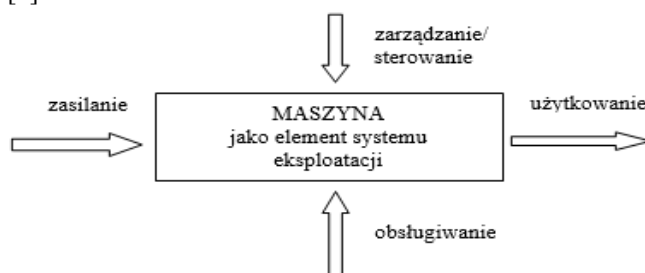 zarządzanie/
sterowanie
zasilanie
MASZYNA
jako element systemu
eksploatacji
użytkowanie
obsługiwanie